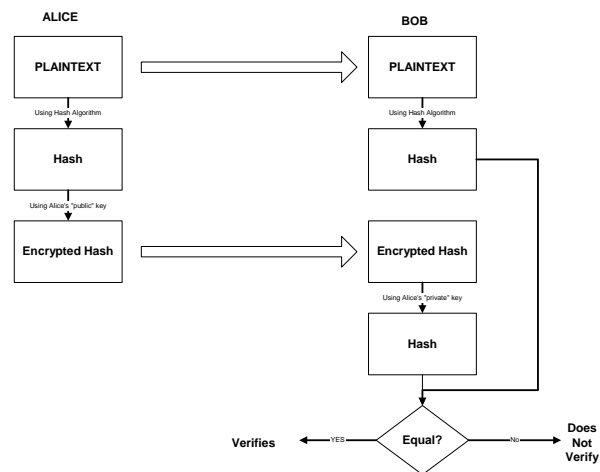 ALICE
BOB
PLAINTEXT
PLAINTEXT
Using Hash Algorithm
Using Hash Algorithm
Hash
Hash
Using Alice's "public" key
Encrypted Hash
Encrypted Hash
Using Alice's "private" key
Hash
Verifies
YES
Equal?
No
Does
Not
Verify